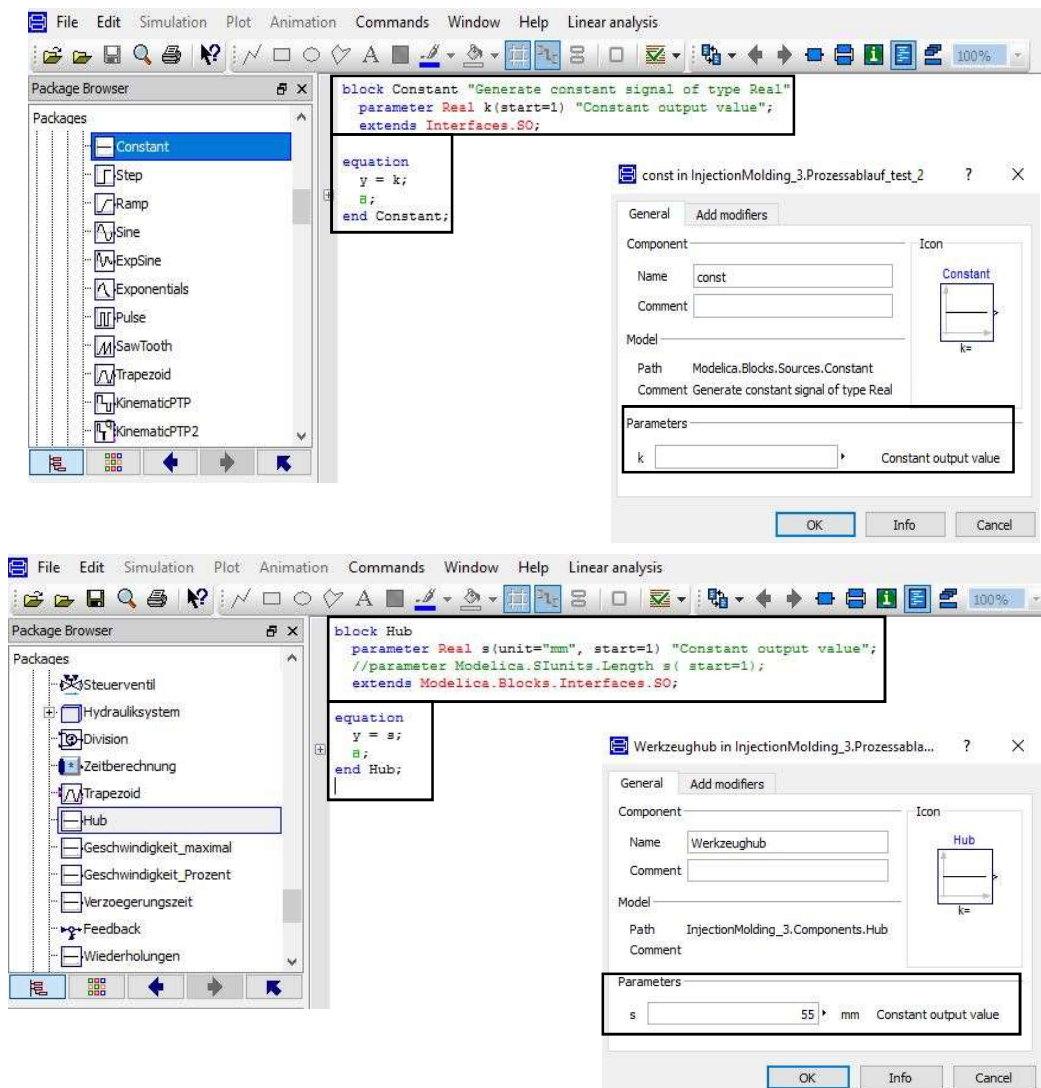 File Edit Simulation Plot Animation Commands Window Help Linear analysis
A 100%
Package Browser
Packages
Constant
Step
Ramp
Sine
ExpSine
Exponentials
Pulse
SawTooth
Trapezoid
KinematicPTP
KinematicPTP2
block Constant "Generate constant signal of type Real"
parameter Real k(start=1) "Constant output value";
extends Interfaces.SO;
equation
y = k;
a;
end Constant;
const in InjectionMolding_3.Prozessablauf_test_2 ? X
General Add modifiers
Component
Icon
Name const
Comment
Constant
k=
Model
Path Modelica.Blocks.Sources.Constant
Comment Generate constant signal of type Real
Parameters
k Constant output value
OK Info Cancel
File Edit Simulation Plot Animation Commands Window Help Linear analysis
A 100%
Package Browser
Packages
Steuerventil
Hydrauliksystem
Division
Zeitberechnung
Trapezoid
Hub
Geschwindigkeit_maximal
Geschwindigkeit_Prozent
Verzoegerungszeit
Feedback
Wiederholungen
block Hub
parameter Real s(unit="mm", start=1) "Constant output value";
//parameter Modelica.SIunits.Length s( start=1);
extends Modelica.Blocks.Interfaces.SO;
equation
y = s;
a;
end Hub;
Werkzeughub in InjectionMolding_3.Prozessabla... ? X
General Add modifiers
Component
Icon
Name Werkzeughub
Comment
Hub
k=
Model
Path InjectionMolding_3.Components.Hub
Comment
Parameters
s 55 mm Constant output value
OK Info Cancel